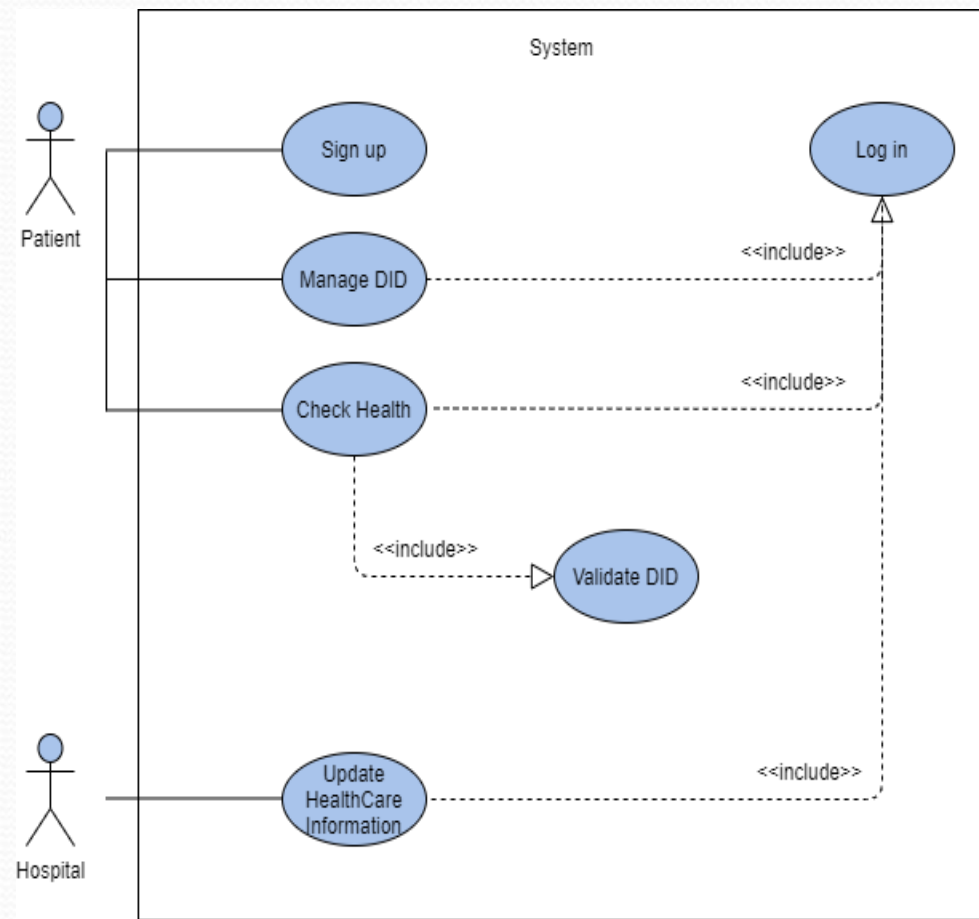 System
Sign up
Log in
Patient
<<include>>
Manage DID
<<include>>
Check Health
<<include>>
Validate DID
Update
HealthCare
Information
<<include>>
Hospital